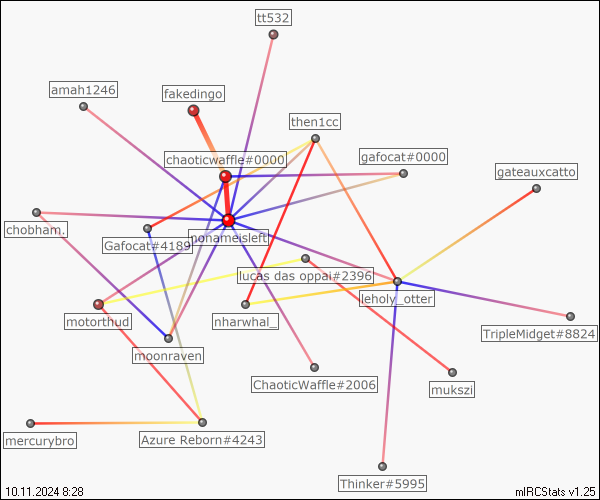 tt532
amah1246
fakedingo
then1cc
chaoticwaffle#0000
gafocat#0000
gateauxcatto
chobham.
Gafocat#4189
nonameisleft
lucas das oppai#2396
leholy_otter
motorthud
nharwhal_
TripleMidget#8824
moonraven
ChaoticWaffle#2006
mukszi
mercurybro
Azure Reborn#4243
Thinker#5995
10.11.2024 8:28
mIRCStats v1.25